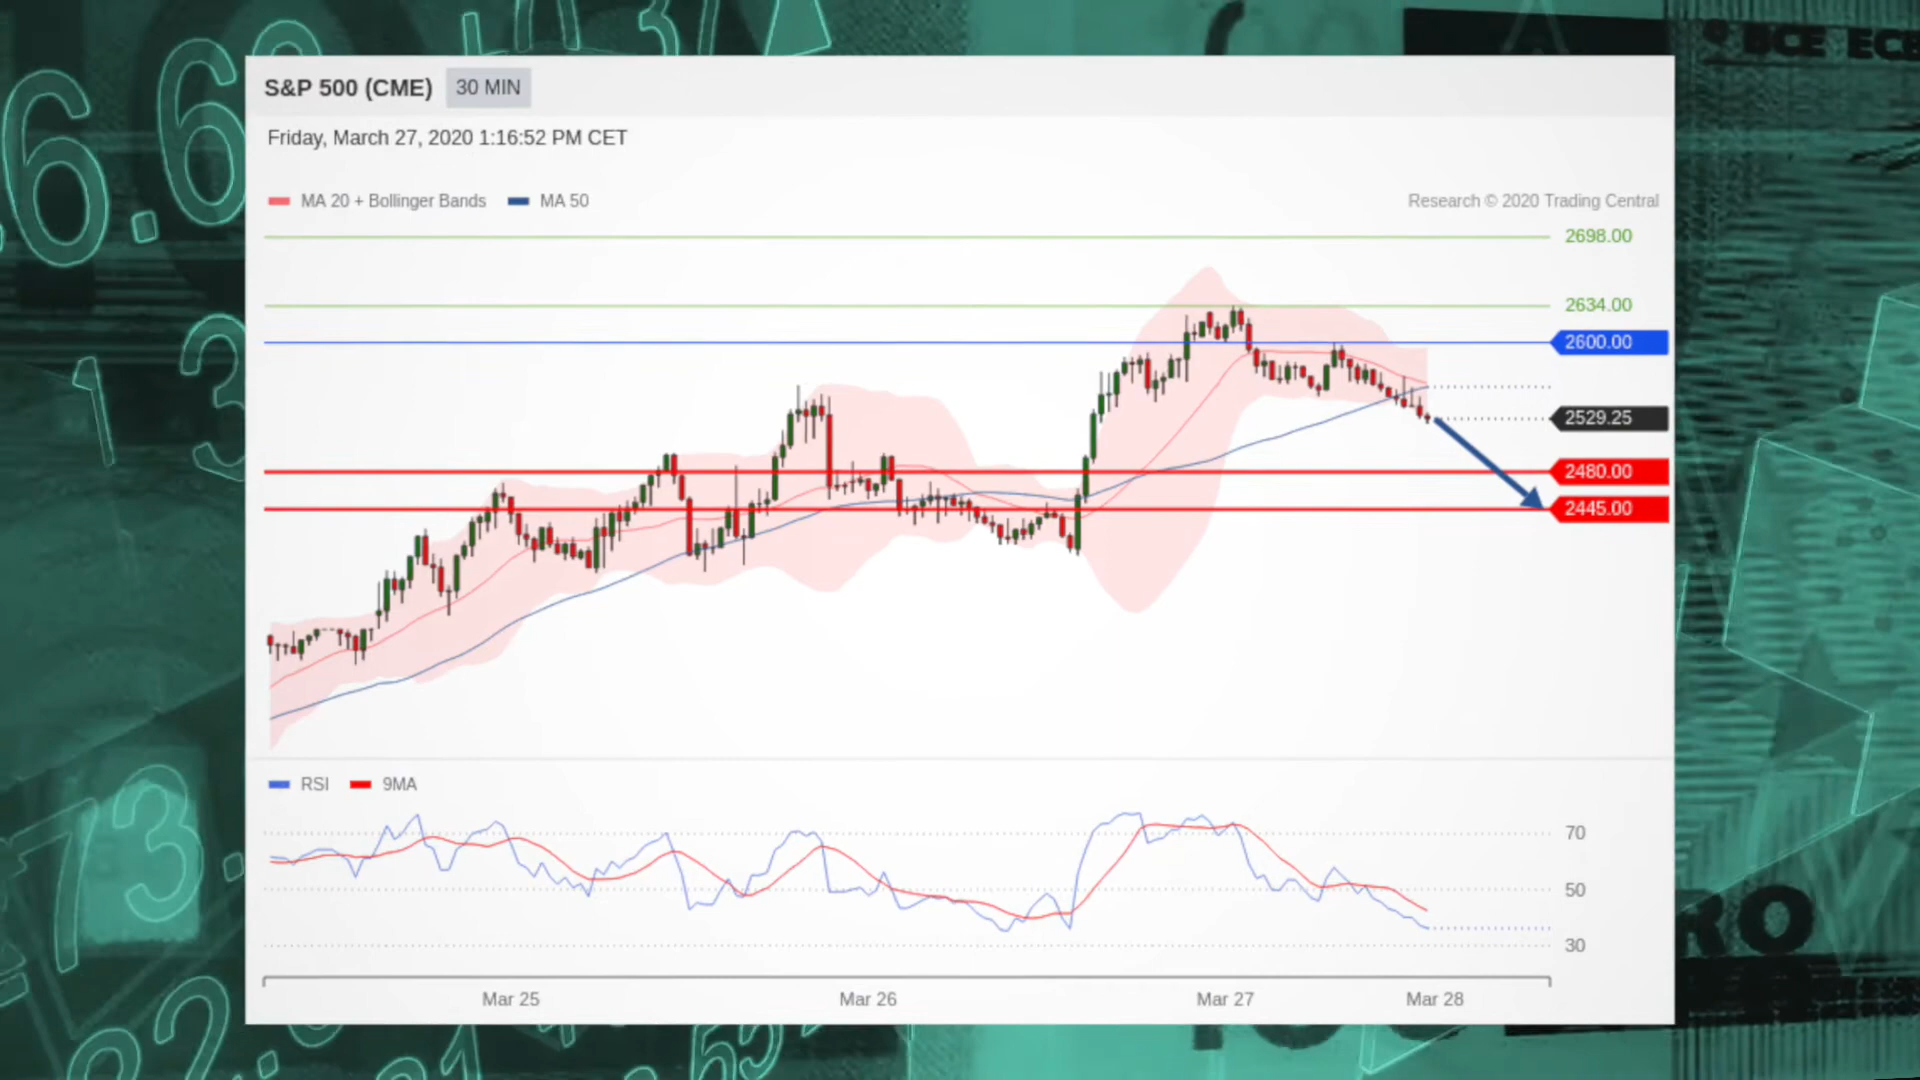 S&P 500 (CME) 30 MIN
Friday, March 27, 2020 1:16:52 PM CET
MA 20 + Bollinger Bands MA 50
Research © 2020 Trading Central
2698.00
2634.00
2600.00
2529.25
2480.00
2445.00
RSI 9MA
70
50
30
Mar 25 Mar 26 Mar 27 Mar 28